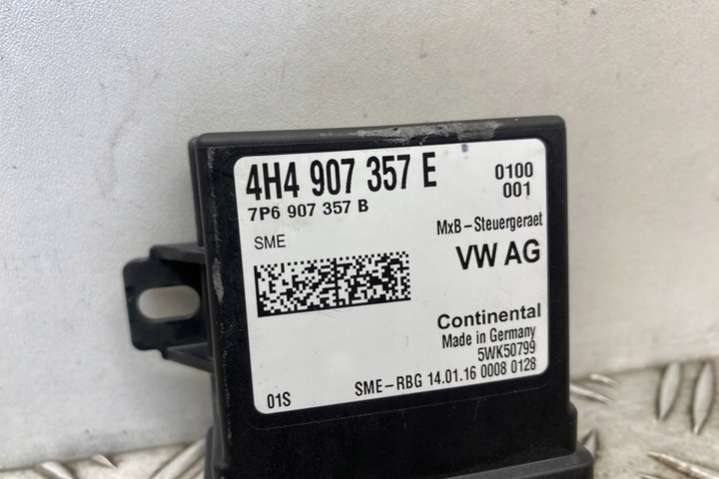 4H4 907 357 E 0100
001
7P6 907 357 B
MxB-Steuergeraet
SME
VW AG
Continental
Made in Germany
5WK50799
SME-RBG 14.01.16 0008 0128
01S